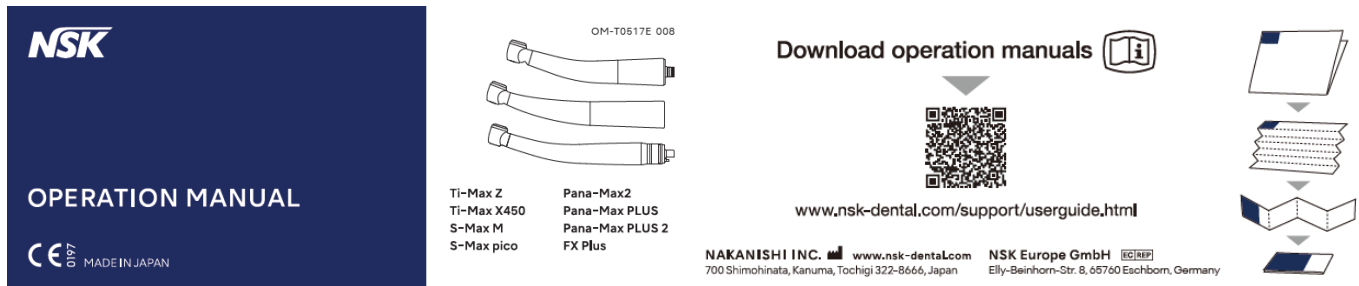 NSK
OPERATION MANUAL
CE 0197 MADE IN JAPAN
OM-T0517E 008
Ti-Max Z
Ti-Max X450
S-Max M
S-Max pico
Pana-Max2
Pana-Max PLUS
Pana-Max PLUS 2
FX Plus
Download operation manuals
www.nsk-dental.com/support/userguide.html
NAKANISHI INC. www.nsk-dental.com
700 Shimohinata, Kanuma, Tochigi 322-8666, Japan
NSK Europe GmbH EC REP
Elly-Beinhorn-Str. 8, 65760 Eschborn, Germany